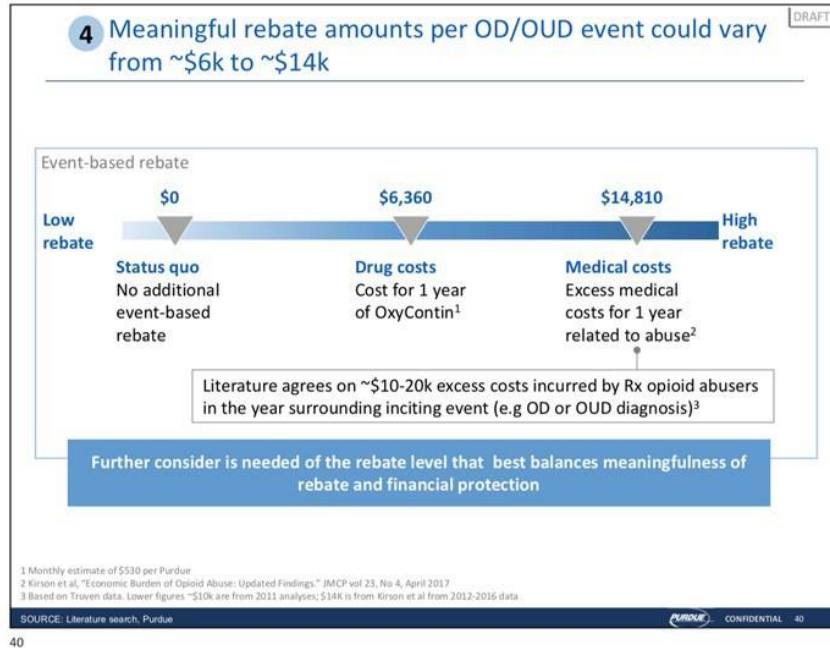 DRAFT
4 Meaningful rebate amounts per OD/OUD event could vary
from ~$6k to ~$14k
Event-based rebate
$0
$6,360
$14,810
Low
rebate
High
rebate
Status quo
No additional
event-based
rebate
Drug costs
Cost for 1 year
of OxyContin1
Medical costs
Excess medical
costs for 1 year
related to abuse2
Literature agrees on ~$10-20k excess costs incurred by Rx opioid abusers
in the year surrounding inciting event (e.g OD or OUD diagnosis)3
Further consider is needed of the rebate level that best balances meaningfulness of
rebate and financial protection
1 Monthly estimate of $530 per Purdue
2 Kirson et al, "Economic Burden of Opioid Abuse: Updated Findings." JMCP vol 23, No 4, April 2017
3 Based on Truven data. Lower figures ~$10k are from 2011 analyses; $14K is from Kirson et al from 2012-2016 data
SOURCE: Literature search, Purdue
PURDUE CONFIDENTIAL 40
40